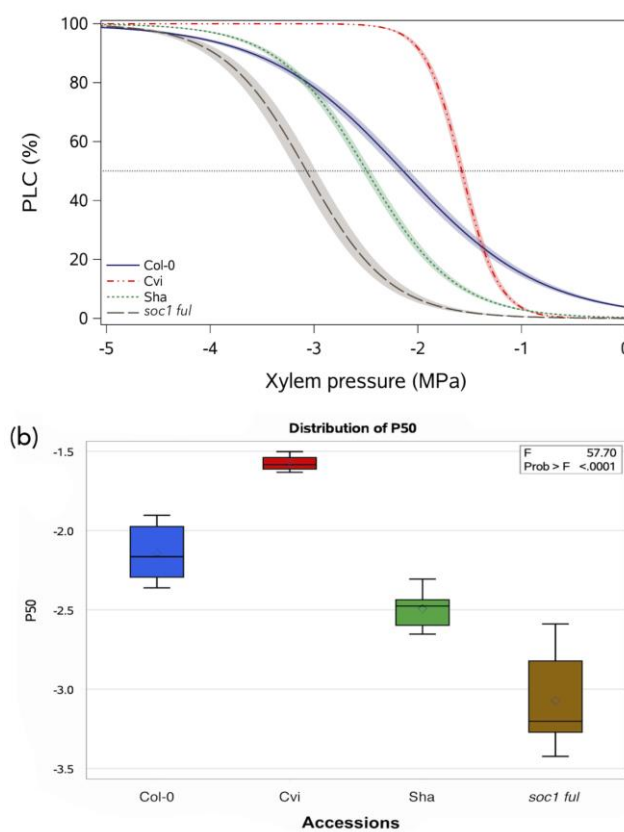 100
80
60
40
20
0
PLC (%)
Col-0
Cvi
Sha
soc1 ful
-5 -4 -3 -2 -1 0
Xylem pressure (MPa)
(b)
Distribution of P50
F 57.70
Prob > F <.0001
-1.5
-2.0
-2.5
-3.0
-3.5
P50
Col-0 Cvi Sha soc1 ful
Accessions